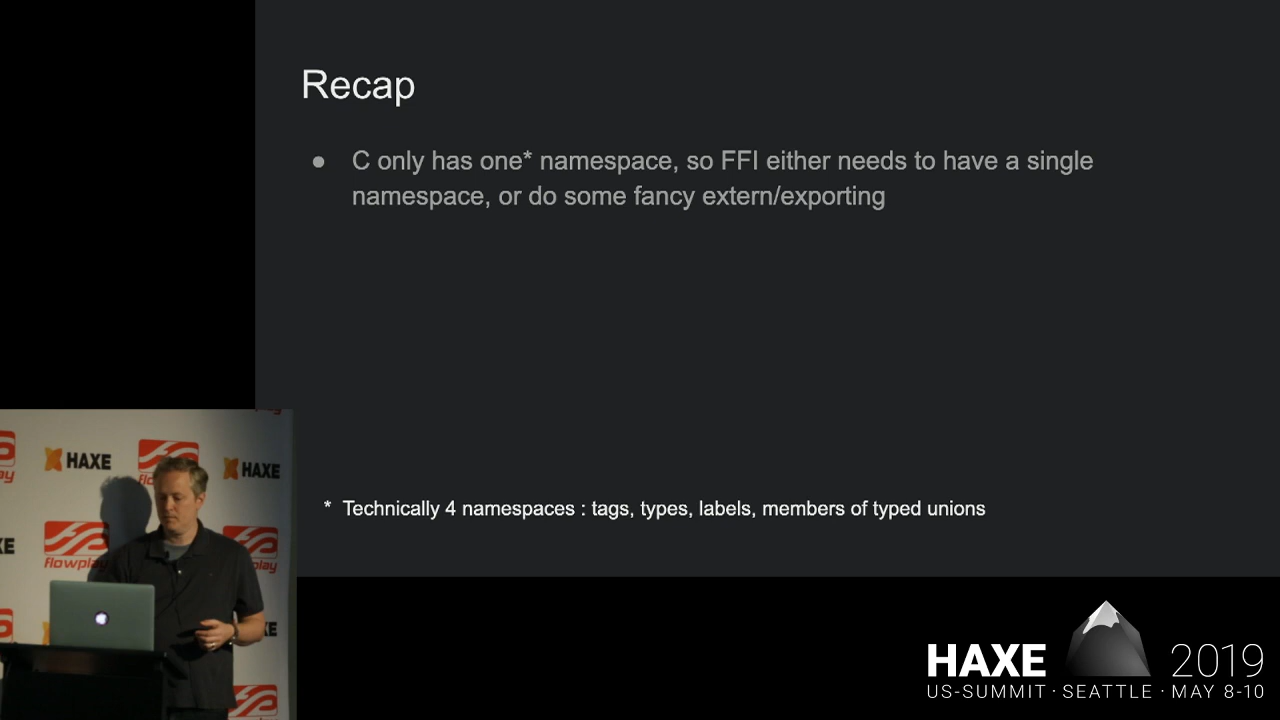 Recap
● C only has one* namespace, so FFI either needs to have a single
namespace, or do some fancy extern/exporting
* Technically 4 namespaces : tags, types, labels, members of typed unions
HAXE
HAXE
flowplay
HAXE 2019
US-SUMMIT · SEATTLE · MAY 8-10